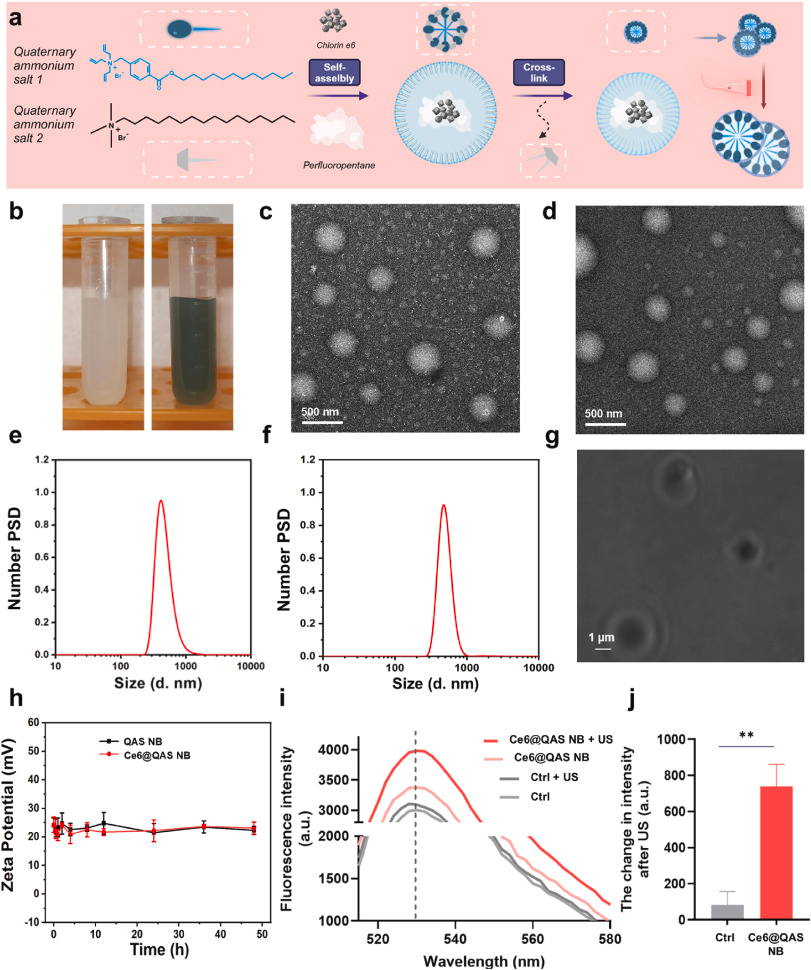 a
Quaternary
ammonium
salt 1
N
+
Br-
O
O
Quaternary
ammonium
salt 2
N
+
Br-
Chlorin e6
Self-
asselbly
Perfluoropentane
Cross-
link
b
c
500 nm
d
500 nm
e
Number PSD
1.2
1.0
0.8
0.6
0.4
0.2
0.0
10
100
1000
10000
Size (d. nm)
f
Number PSD
1.2
1.0
0.8
0.6
0.4
0.2
0.0
10
100
1000
10000
Size (d. nm)
g
1 μm
h
Zeta Potential (mV)
60
50
40
30
20
10
0
-10
QAS NB
Ce6@QAS NB
0
10
20
30
40
50
Time (h)
i
Fluorescence intensity
(a.u.)
4000
3500
3000
2000
1500
1000
Ce6@QAS NB + US
Ce6@QAS NB
Ctrl + US
Ctrl
520
540
560
580
Wavelength (nm)
j
The change in intensity
after US (a.u.)
1000
800
600
400
200
0
**
Ctrl
Ce6@QAS
NB